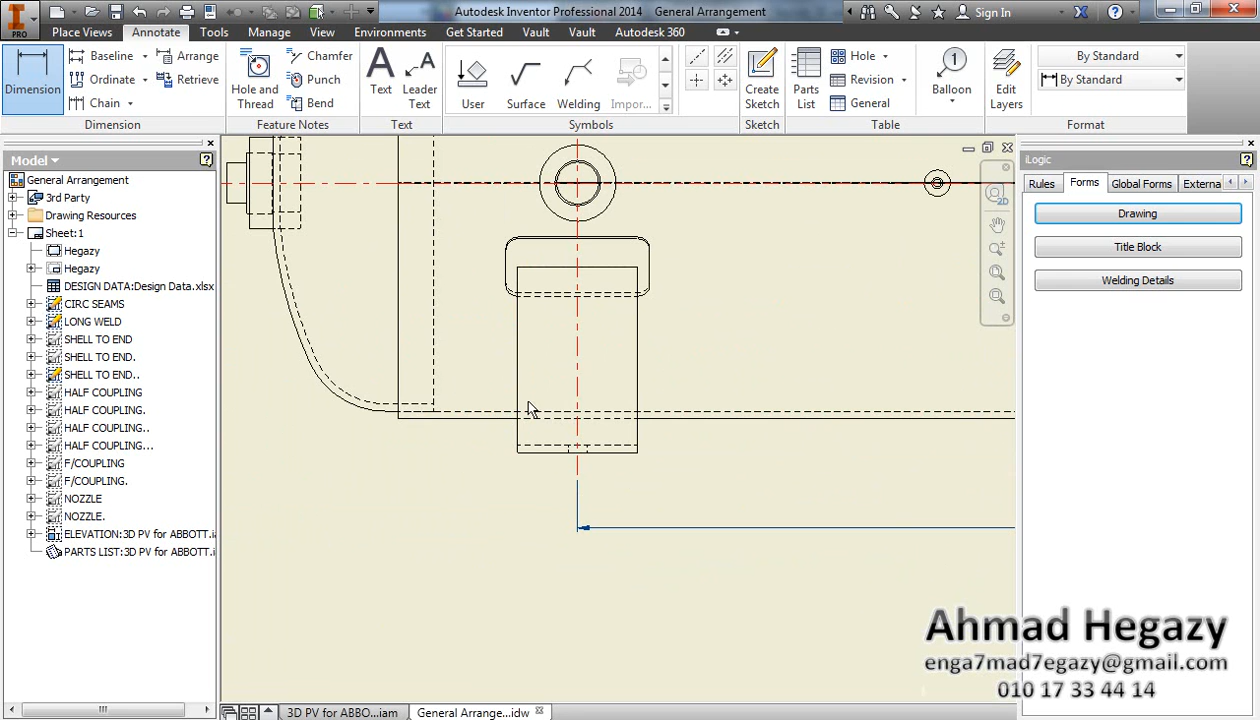 Autodesk Inventor Professional 2014 General Arrangement
Sign In
PRO
Place Views Annotate Tools Manage View Environments Get Started Vault Vault Autodesk 360
Dimension
Baseline
Ordinate
Chain
Arrange
Retrieve
Hole and Thread
Chamfer
Punch
Bend
Text
Leader Text
User
Surface
Welding
Impor...
Create Sketch
Parts List
Hole
Revision
General
Balloon
Edit Layers
By Standard
By Standard
Dimension Feature Notes Text Symbols Sketch Table Format
Model
General Arrangement
3rd Party
Drawing Resources
Sheet:1
Hegazy
Hegazy
DESIGN DATA:Design Data.xlsx
CIRC SEAMS
LONG WELD
SHELL TO END
SHELL TO END.
SHELL TO END..
HALF COUPLING
HALF COUPLING.
HALF COUPLING..
HALF COUPLING...
F/COUPLING
F/COUPLING.
NOZZLE
NOZZLE.
ELEVATION:3D PV for ABBOTT.i
PARTS LIST:3D PV for ABBOTT.i
2D
iLogic
Rules Forms Global Forms Externa
Drawing
Title Block
Welding Details
Ahmad Hegazy
enga7mad7egazy@gmail.com
010 17 33 44 14
3D PV for ABBO...iam General Arrange...idw